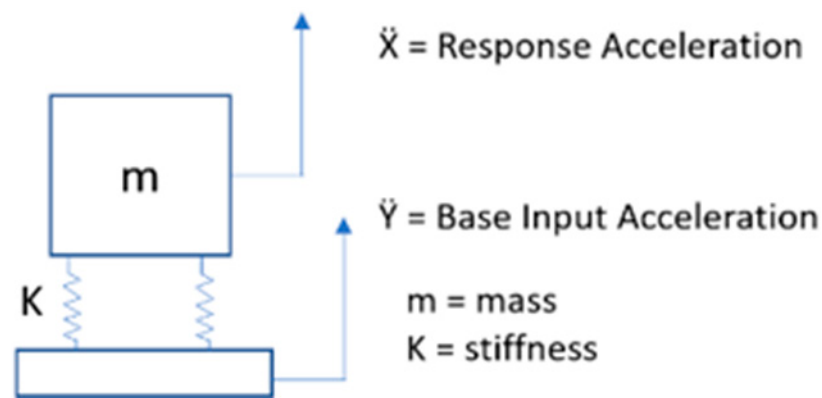 Ẍ = Response Acceleration
m
Ÿ = Base Input Acceleration
K
m = mass
K = stiffness